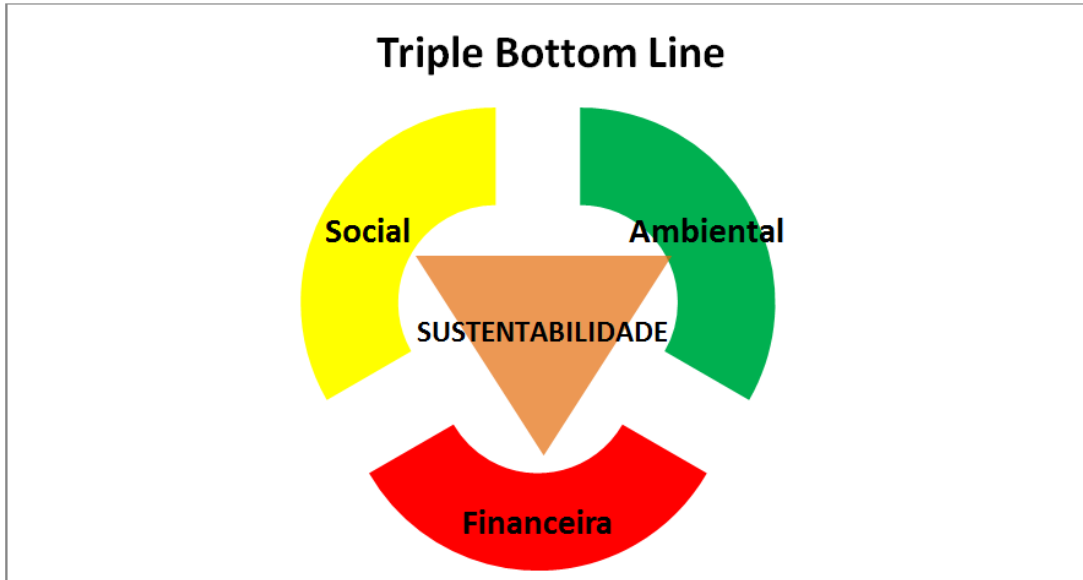 Triple Bottom Line
Social
Ambiental
SUSTENTABILIDADE
Financeira